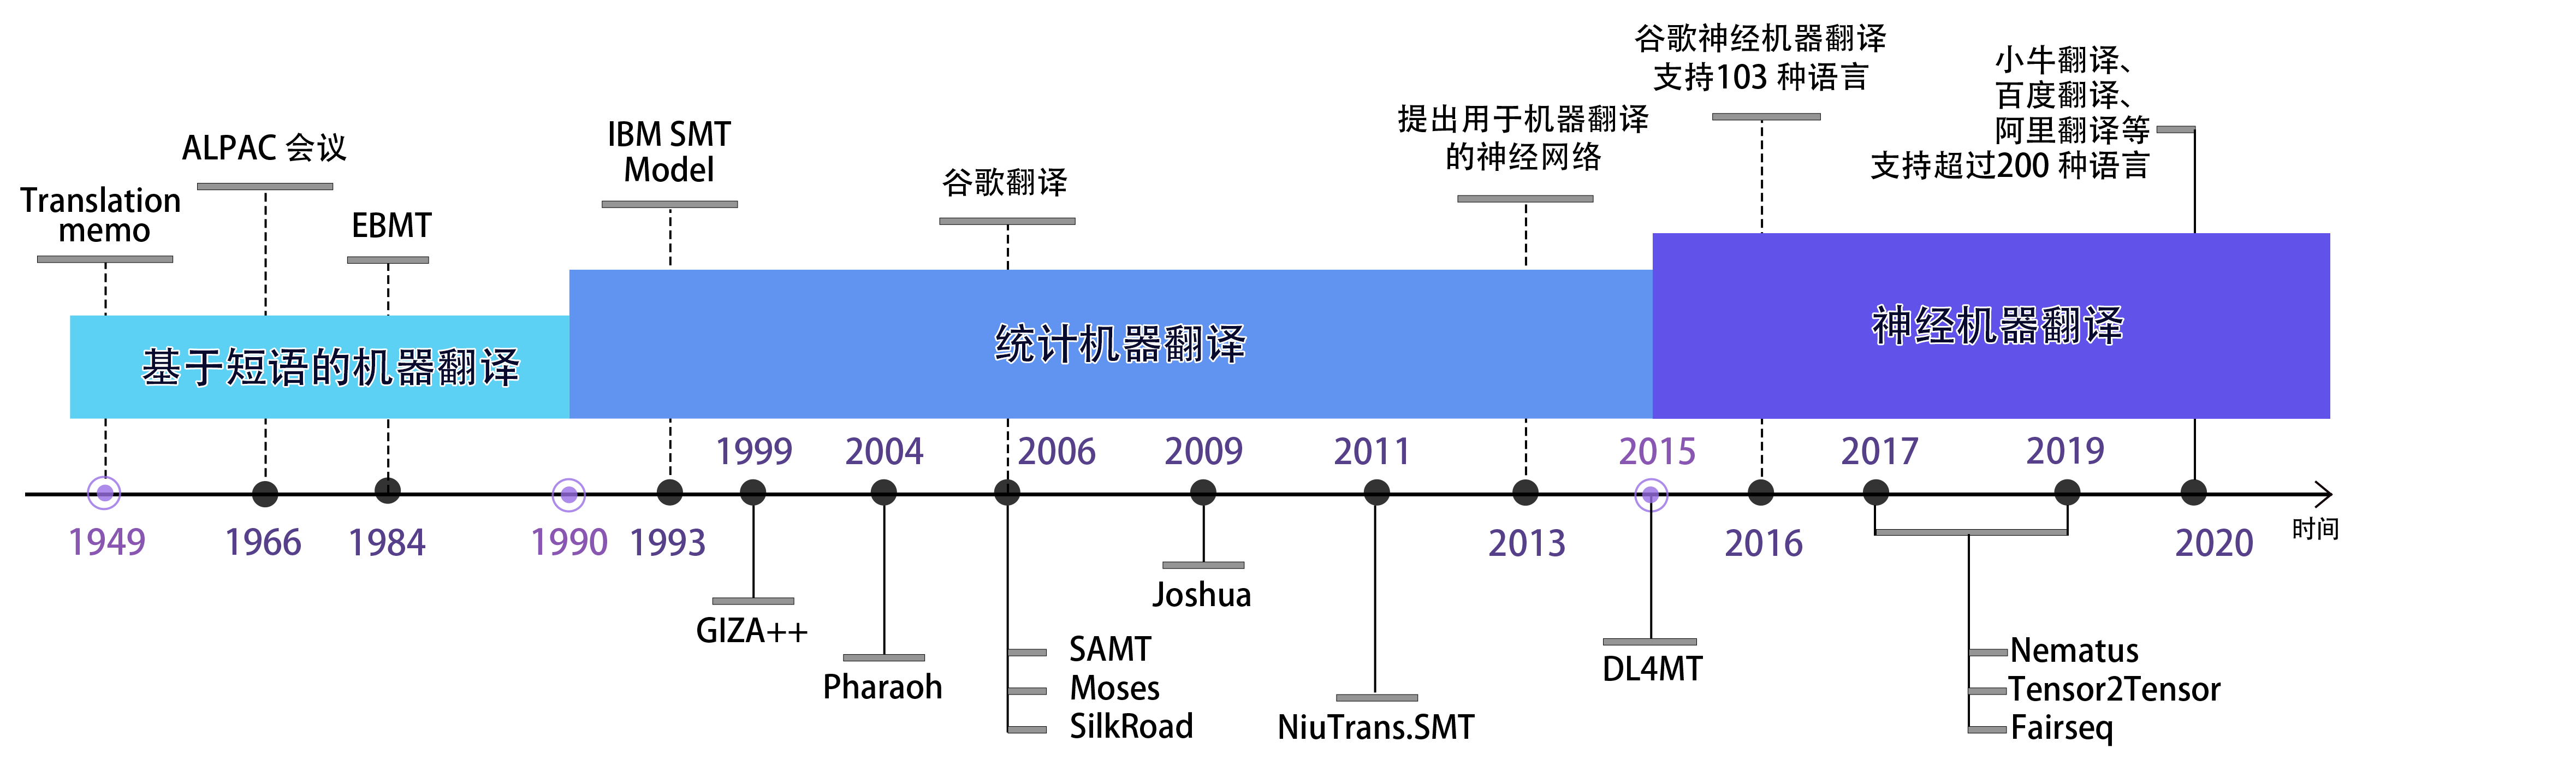 谷歌神经机器翻译
支持103 种语言
小牛翻译、
百度翻译、
阿里翻译等
支持超过200 种语言
提出用于机器翻译
的神经网络
IBM SMT
Model
ALPAC 会议
谷歌翻译
Translation
memo
EBMT
基于短语的机器翻译
统计机器翻译
神经机器翻译
1999
2004
2006
2009
2011
2015
2017
2019
1949
1966
1984
1990
1993
2013
2016
2020
时间
GIZA++
Pharaoh
SAMT
Moses
SilkRoad
Joshua
NiuTrans.SMT
DL4MT
Nematus
Tensor2Tensor
Fairseq